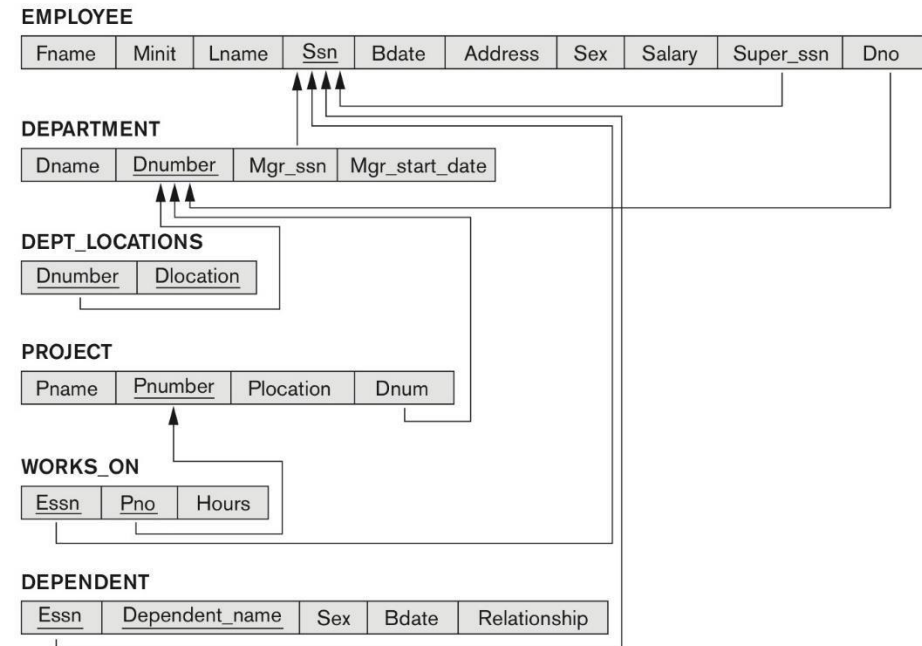 EMPLOYEE
Fname Minit Lname Ssn Bdate Address Sex Salary Super_ssn Dno
DEPARTMENT
Dname Dnumber Mgr_ssn Mgr_start_date
DEPT_LOCATIONS
Dnumber Dlocation
PROJECT
Pname Pnumber Plocation Dnum
WORKS_ON
Essn Pno Hours
DEPENDENT
Essn Dependent_name Sex Bdate Relationship